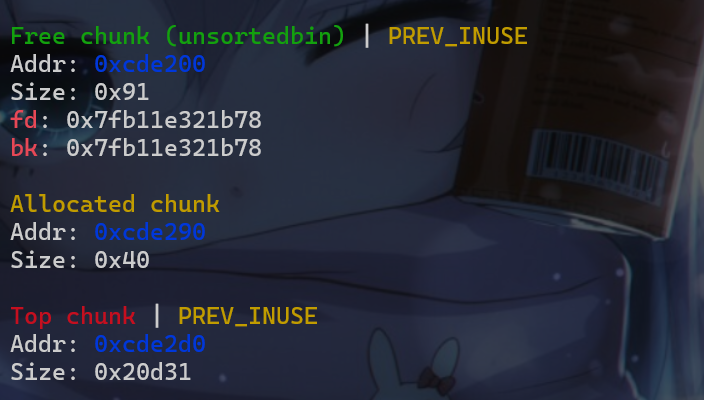 Free chunk (unsortedbin) | PREV_INUSE
Addr: 0xcde200
Size: 0x91
fd: 0x7fb11e321b78
bk: 0x7fb11e321b78
Allocated chunk
Addr: 0xcde290
Size: 0x40
Top chunk | PREV_INUSE
Addr: 0xcde2d0
Size: 0x20d31